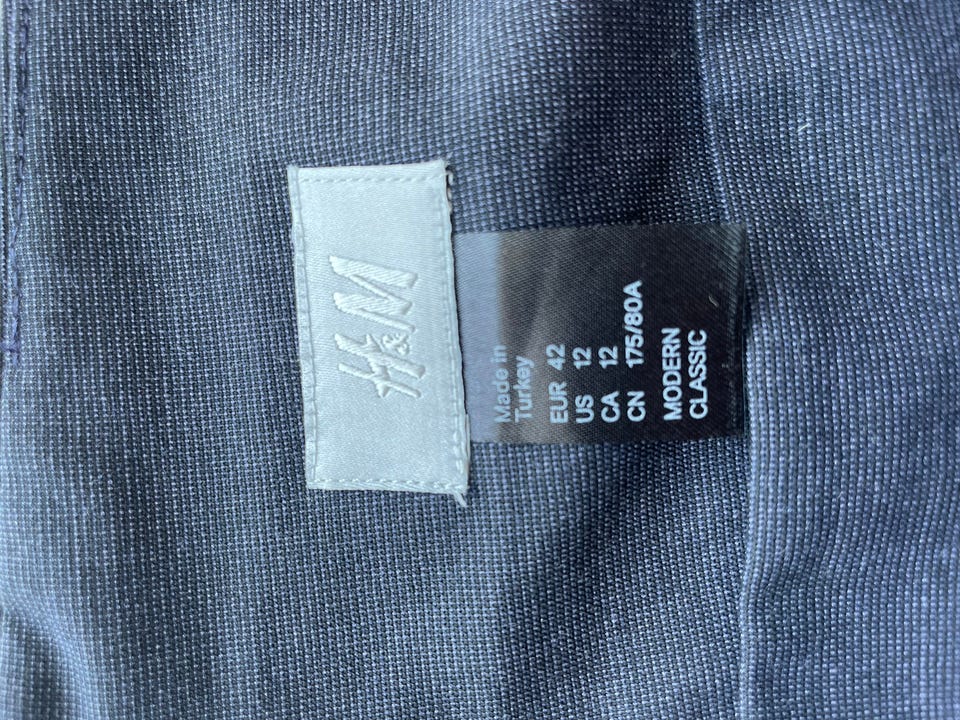 H&M
Made in
Turkey
EUR 42
US 12
CA 12
CN 175/80A
MODERN
CLASSIC